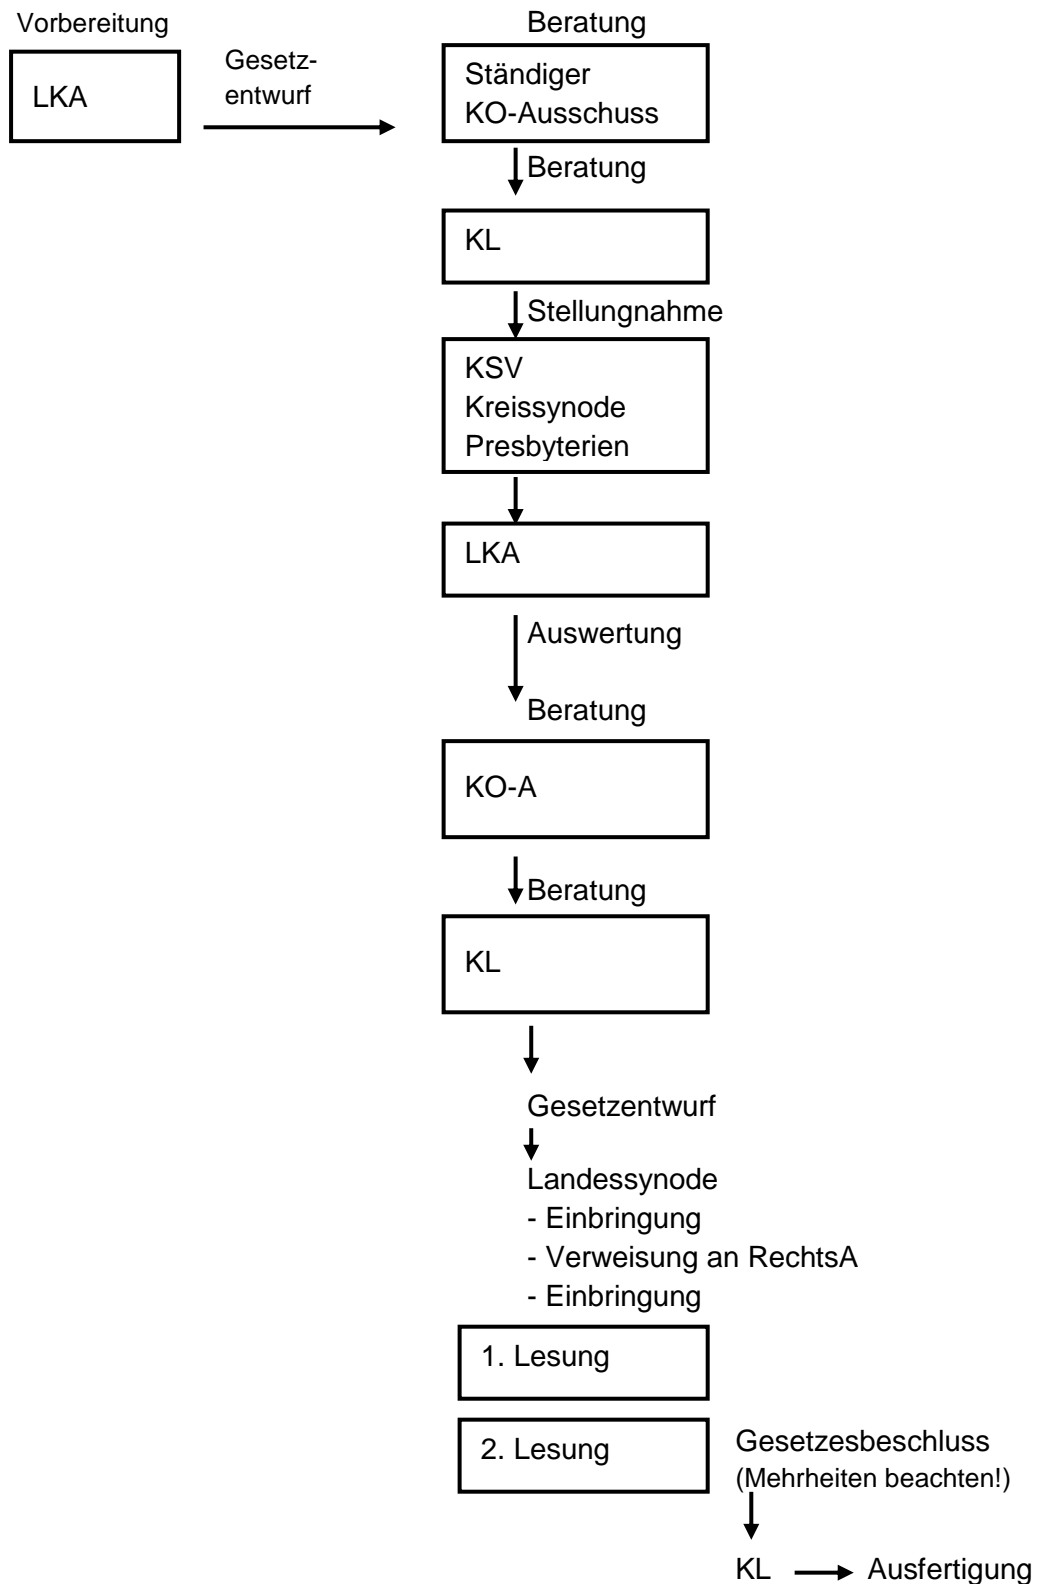 Vorbereitung
LKA
Gesetz-
entwurf
Beratung
Ständiger
KO-Ausschuss
Beratung
KL
Stellungnahme
KSV
Kreissynode
Presbyterien
LKA
Auswertung
Beratung
KO-A
Beratung
KL
Gesetzentwurf
Landessynode
- Einbringung
- Verweisung an RechtsA
- Einbringung
1. Lesung
2. Lesung
Gesetzesbeschluss
(Mehrheiten beachten!)
KL
Ausfertigung